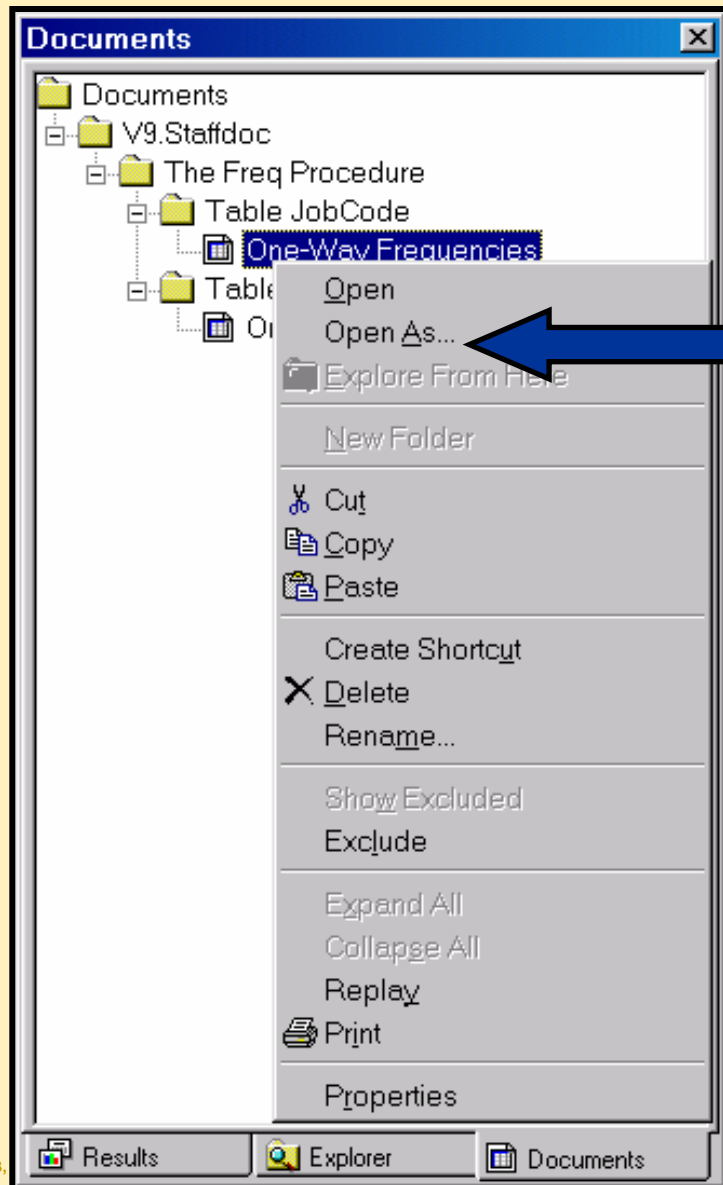 Documents
Documents
V9.Staffdoc
The Freq Procedure
Table JobCode
One-Way Frequencies
Table
Open
Open As...
Explore From Here
New Folder
Cut
Copy
Paste
Create Shortcut
Delete
Rename...
Show Excluded
Exclude
Expand All
Collapse All
Replay
Print
Properties
Results
Explorer
Documents